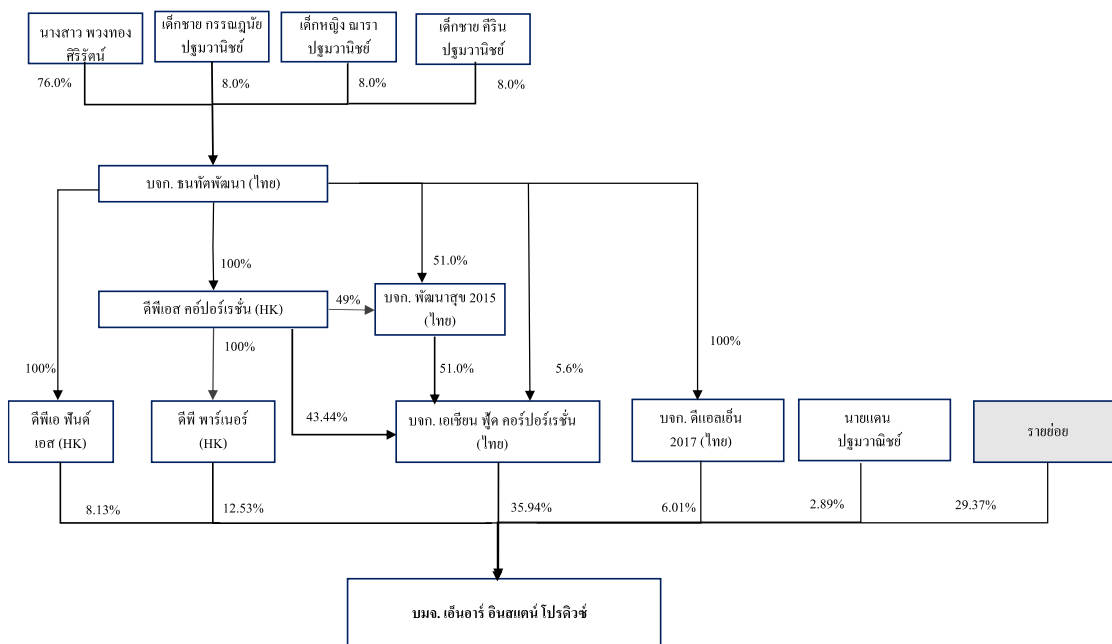 นางสาว พวงทอง
ศิริรัตน์
เด็กชาย กรรณฎนัย
ปฐมวานิชย์
เด็กหญิง ฌารา
ปฐมวานิชย์
เด็กชาย คีริน
ปฐมวานิชย์
76.0%
8.0%
8.0%
8.0%
บจก. ธนทัตพัฒนา (ไทย)
100%
51.0%
ดีพีเอส คอ์ปอร์เรชั่น (HK)
49%
บจก. พัฒนาสุข 2015
(ไทย)
100%
100%
51.0%
5.6%
100%
43.44%
ดีพีเอ ฟันด์
เอส (HK)
ดีพี พาร์เนอร์
(HK)
บจก. เอเชียน ฟู้ด คอร์ปอร์เรชั่น
(ไทย)
บจก. ดีแอลเอ็น
2017 (ไทย)
นายแดน
ปฐมวาณิชย์
รายย่อย
8.13%
12.53%
35.94%
6.01%
2.89%
29.37%
บมจ. เอ็นอาร์ อินสแตนท์ โปรดิวซ์